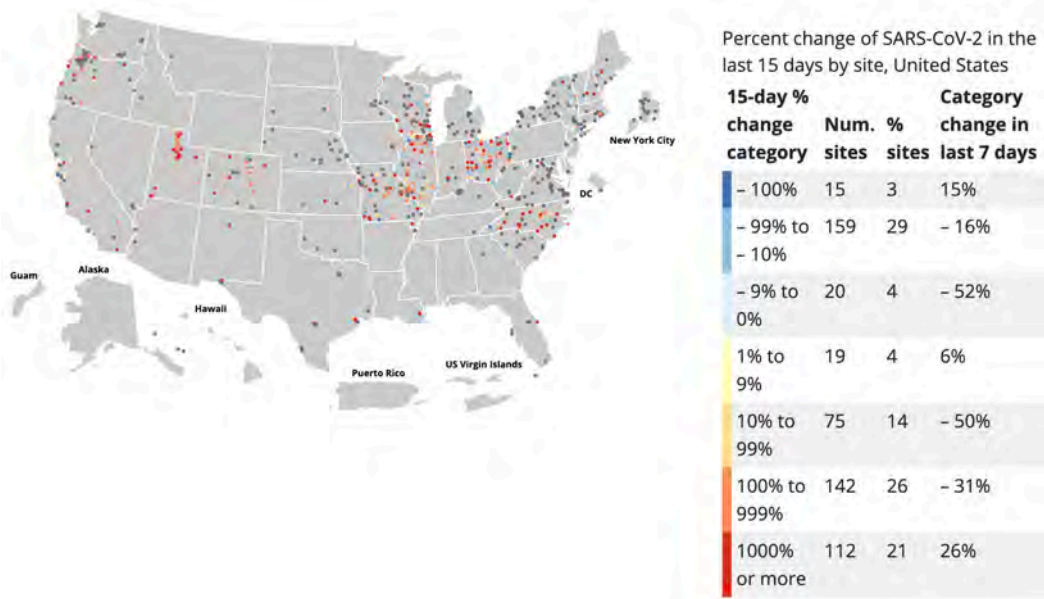 New York City
DC
Guam
Alaska
Hawaii
Puerto Rico
US Virgin Islands
Percent change of SARS-CoV-2 in the
last 15 days by site, United States
15-day %
change
category
Num.
sites
%
sites
Category
change in
last 7 days
– 100% 15 3 15%
– 99% to 159 29 – 16%
– 10%
– 9% to 20 4 – 52%
0%
1% to 19 4 6%
9%
10% to 75 14 – 50%
99%
100% to 142 26 – 31%
999%
1000% 112 21 26%
or more